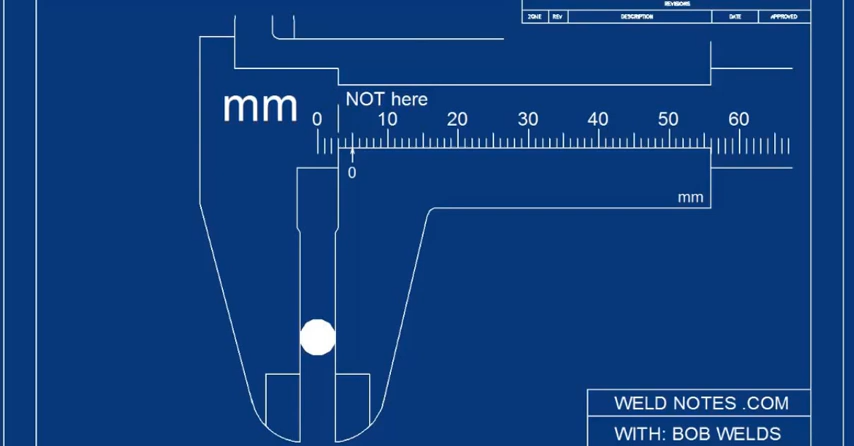 REVISIONS
ZONE REV DESCRIPTION DATE APPROVED
NOT here
mm 0 10 20 30 40 50 60
0
mm
WELD NOTES .COM
WITH: BOB WELDS